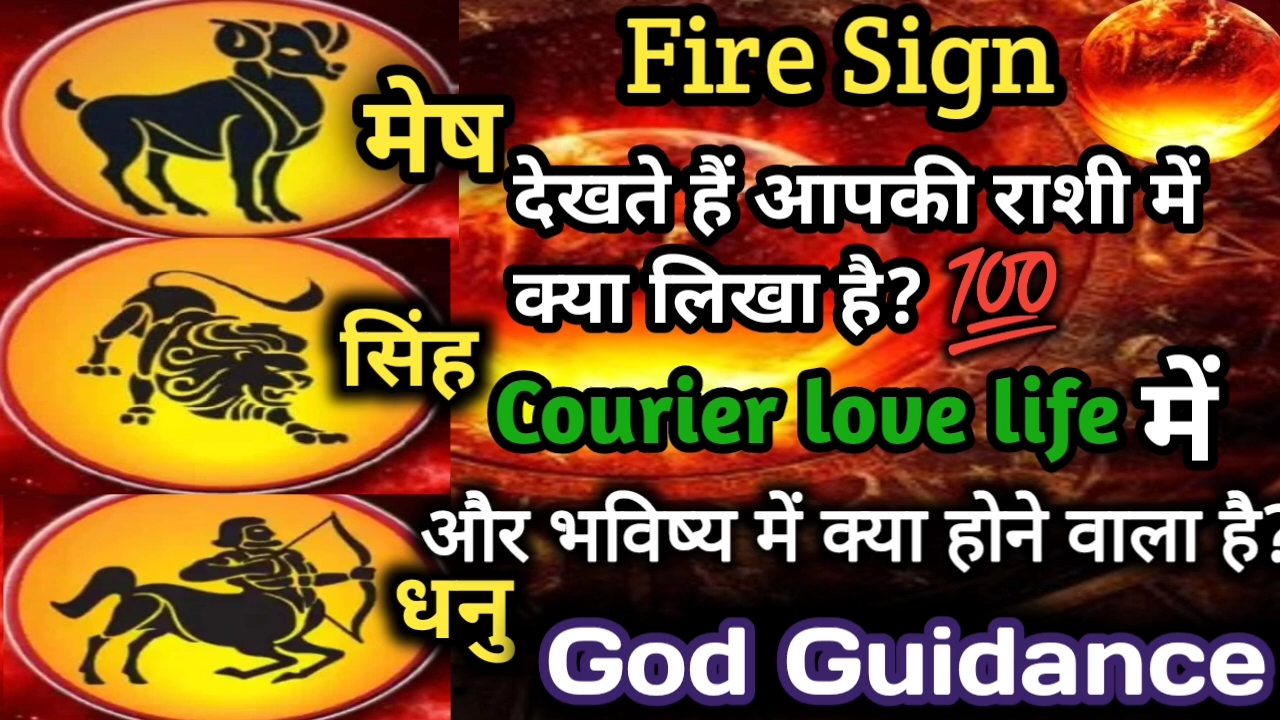 Fire Sign
मेष
देखते हैं आपकी राशी में
क्या लिखा है? 💯
सिंह
Courier love life में
और भविष्य में क्या होने वाला है?
धनु
God Guidance